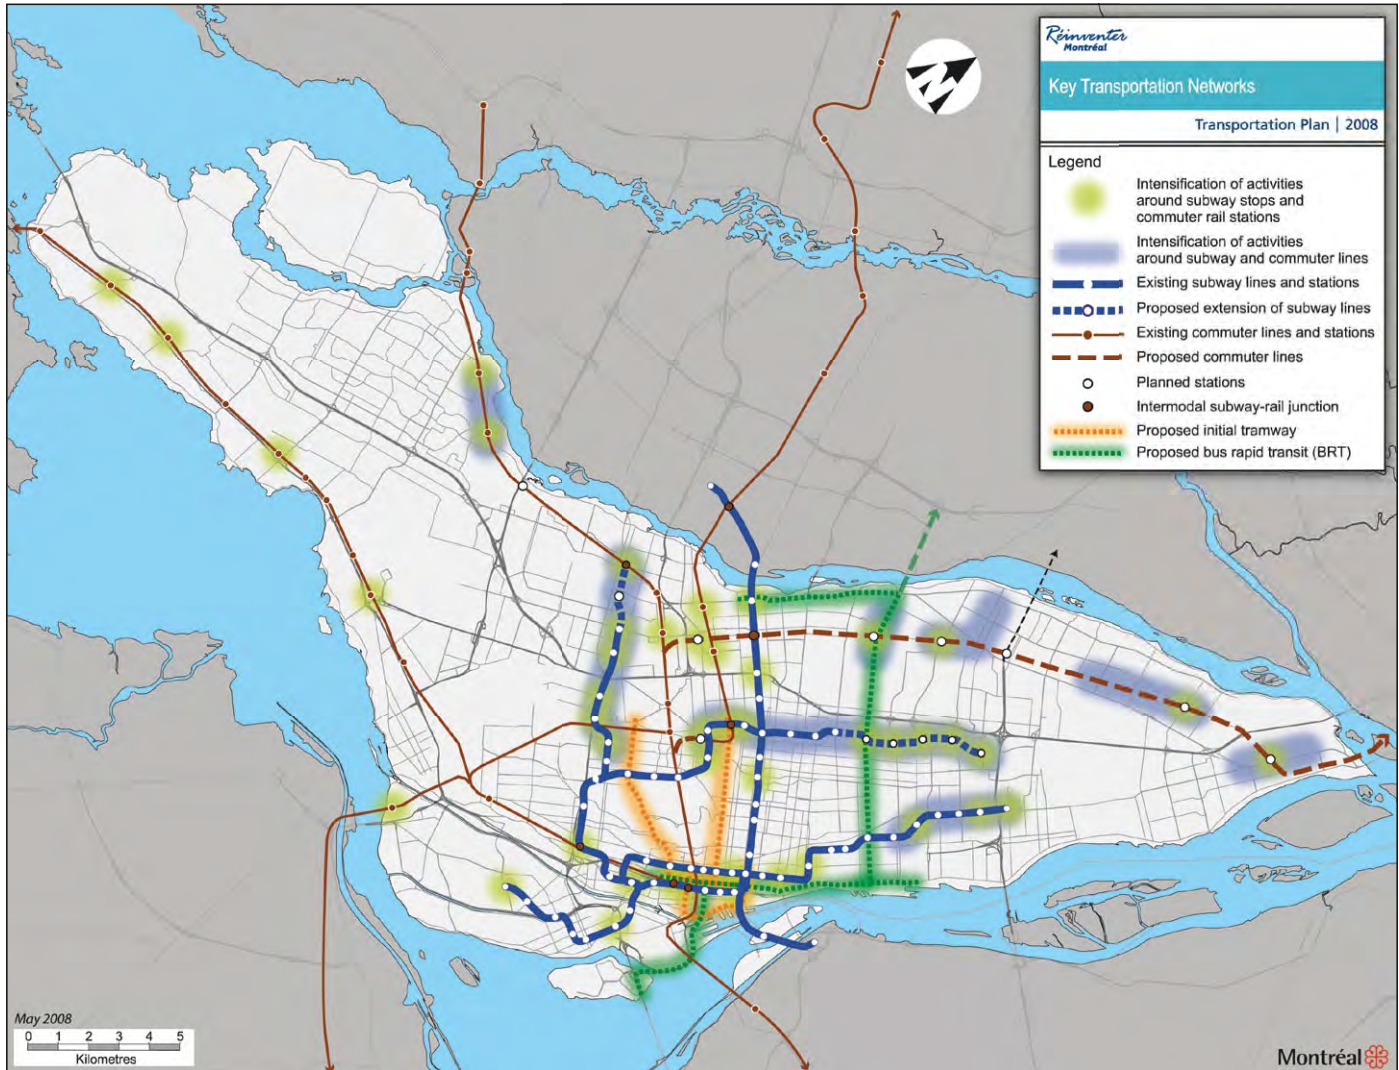 Réinventer
Montréal
Key Transportation Networks
Transportation Plan | 2008
Legend
Intensification of activities
around subway stops and
commuter rail stations
Intensification of activities
around subway and commuter lines
Existing subway lines and stations
Proposed extension of subway lines
Existing commuter lines and stations
Proposed commuter lines
Planned stations
Intermodal subway-rail junction
Proposed initial tramway
Proposed bus rapid transit (BRT)
May 2008
0 1 2 3 4 5
Kilometres
Montréal